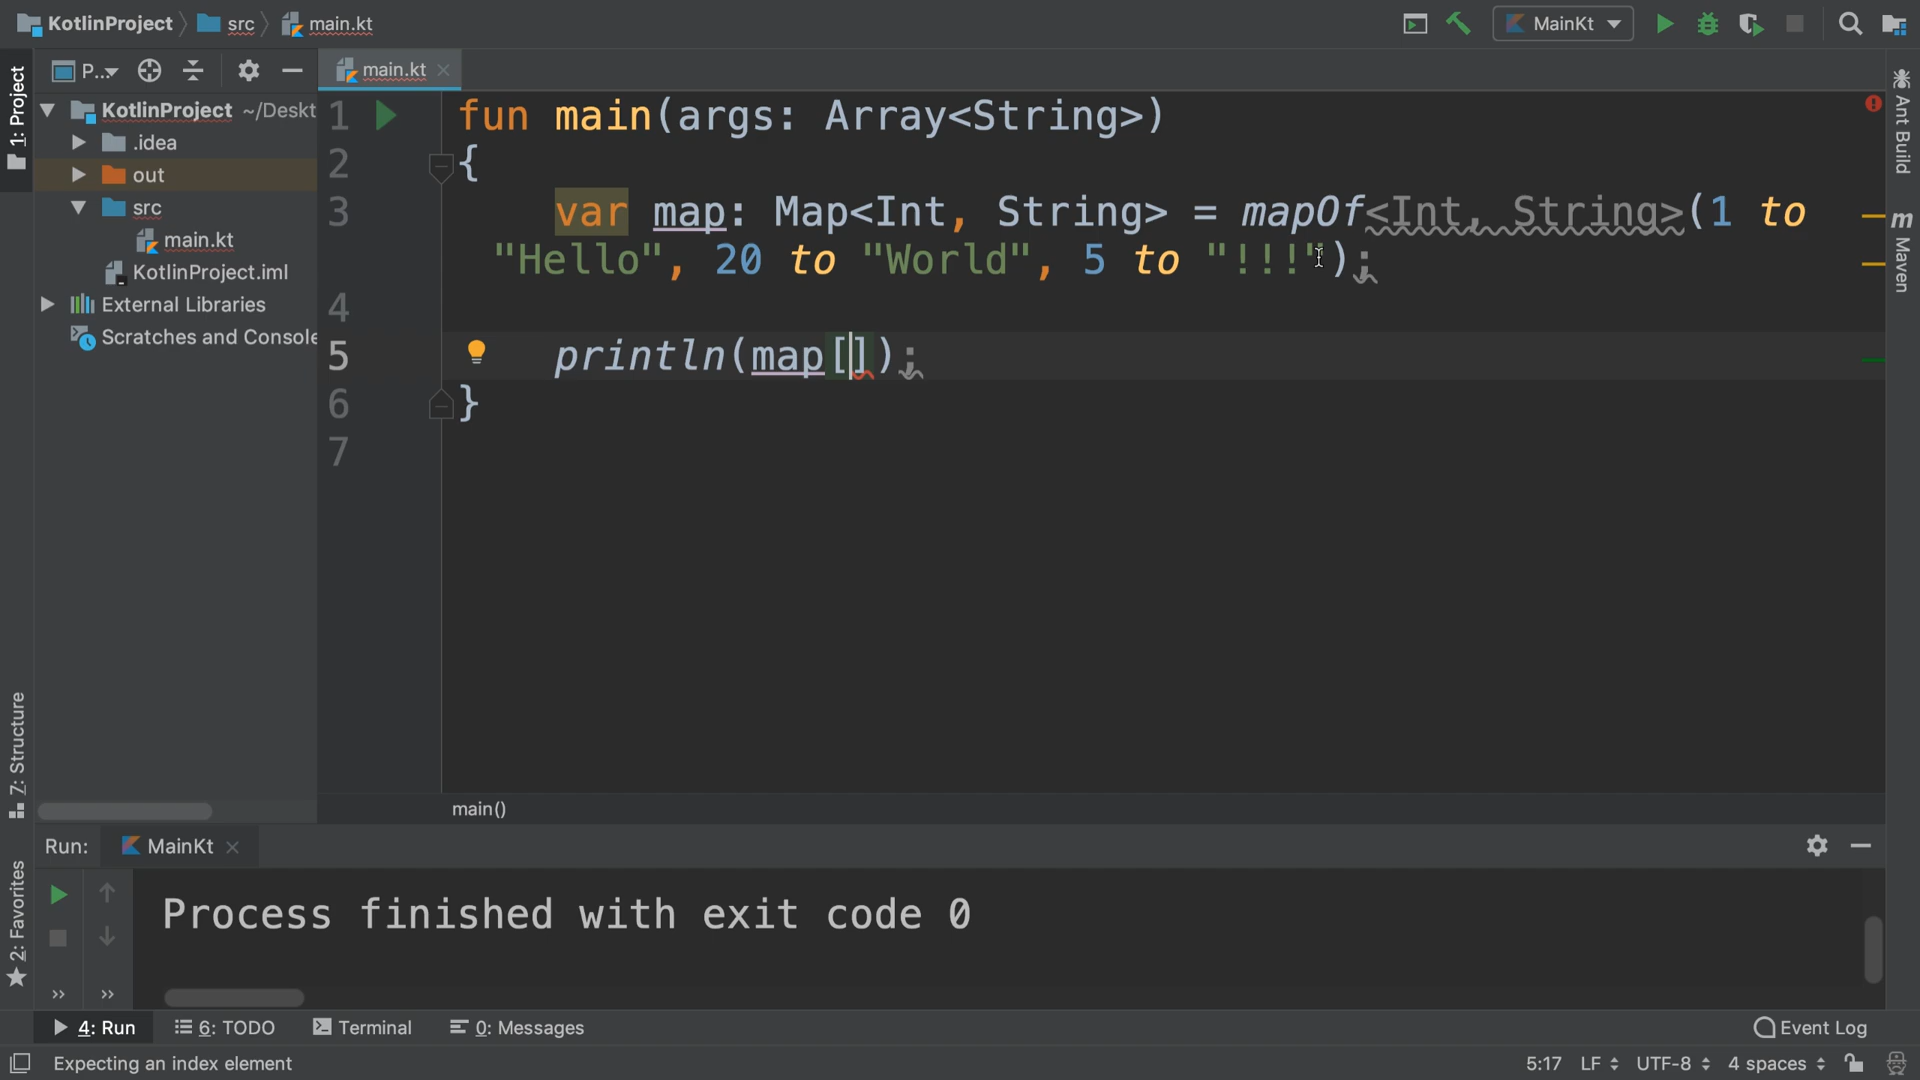 KotlinProject src main.kt MainKt
1: Project P... main.kt
KotlinProject ~/Deskt
.idea
out
src
main.kt
KotlinProject.iml
External Libraries
Scratches and Console
1 fun main(args: Array<String>)
2 {
3 var map: Map<Int, String> = mapOf<Int, String>(1 to
"Hello", 20 to "World", 5 to "!!!");
4
5 println(map[]);
6 }
7
main()
Ant Build
m Maven
7: Structure
2: Favorites
Run: MainKt
Process finished with exit code 0
4: Run 6: TODO Terminal 0: Messages Event Log
Expecting an index element 5:17 LF UTF-8 4 spaces